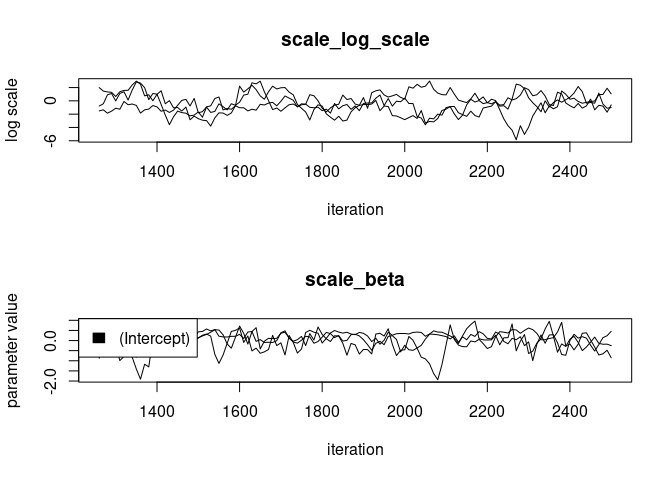 scale_log_scale
log scale
0
-6
1400 1600 1800 2000 2200 2400
iteration
scale_beta
parameter value
0.0
-2.0
(Intercept)
1400 1600 1800 2000 2200 2400
iteration